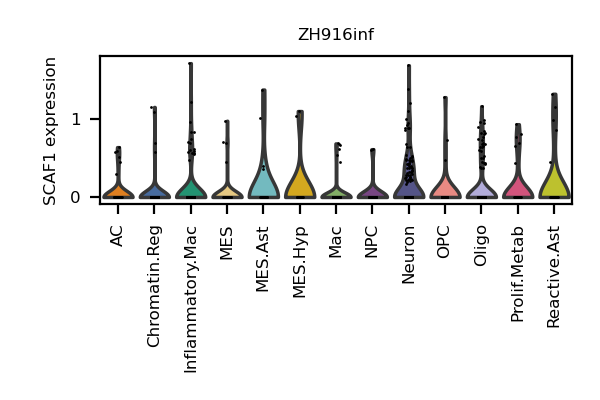 ZH916inf
SCAF1 expression
1
0
AC
Chromatin.Reg
Inflammatory.Mac
MES
MES.Ast
MES.Hyp
Mac
NPC
Neuron
OPC
Oligo
Prolif.Metab
Reactive.Ast